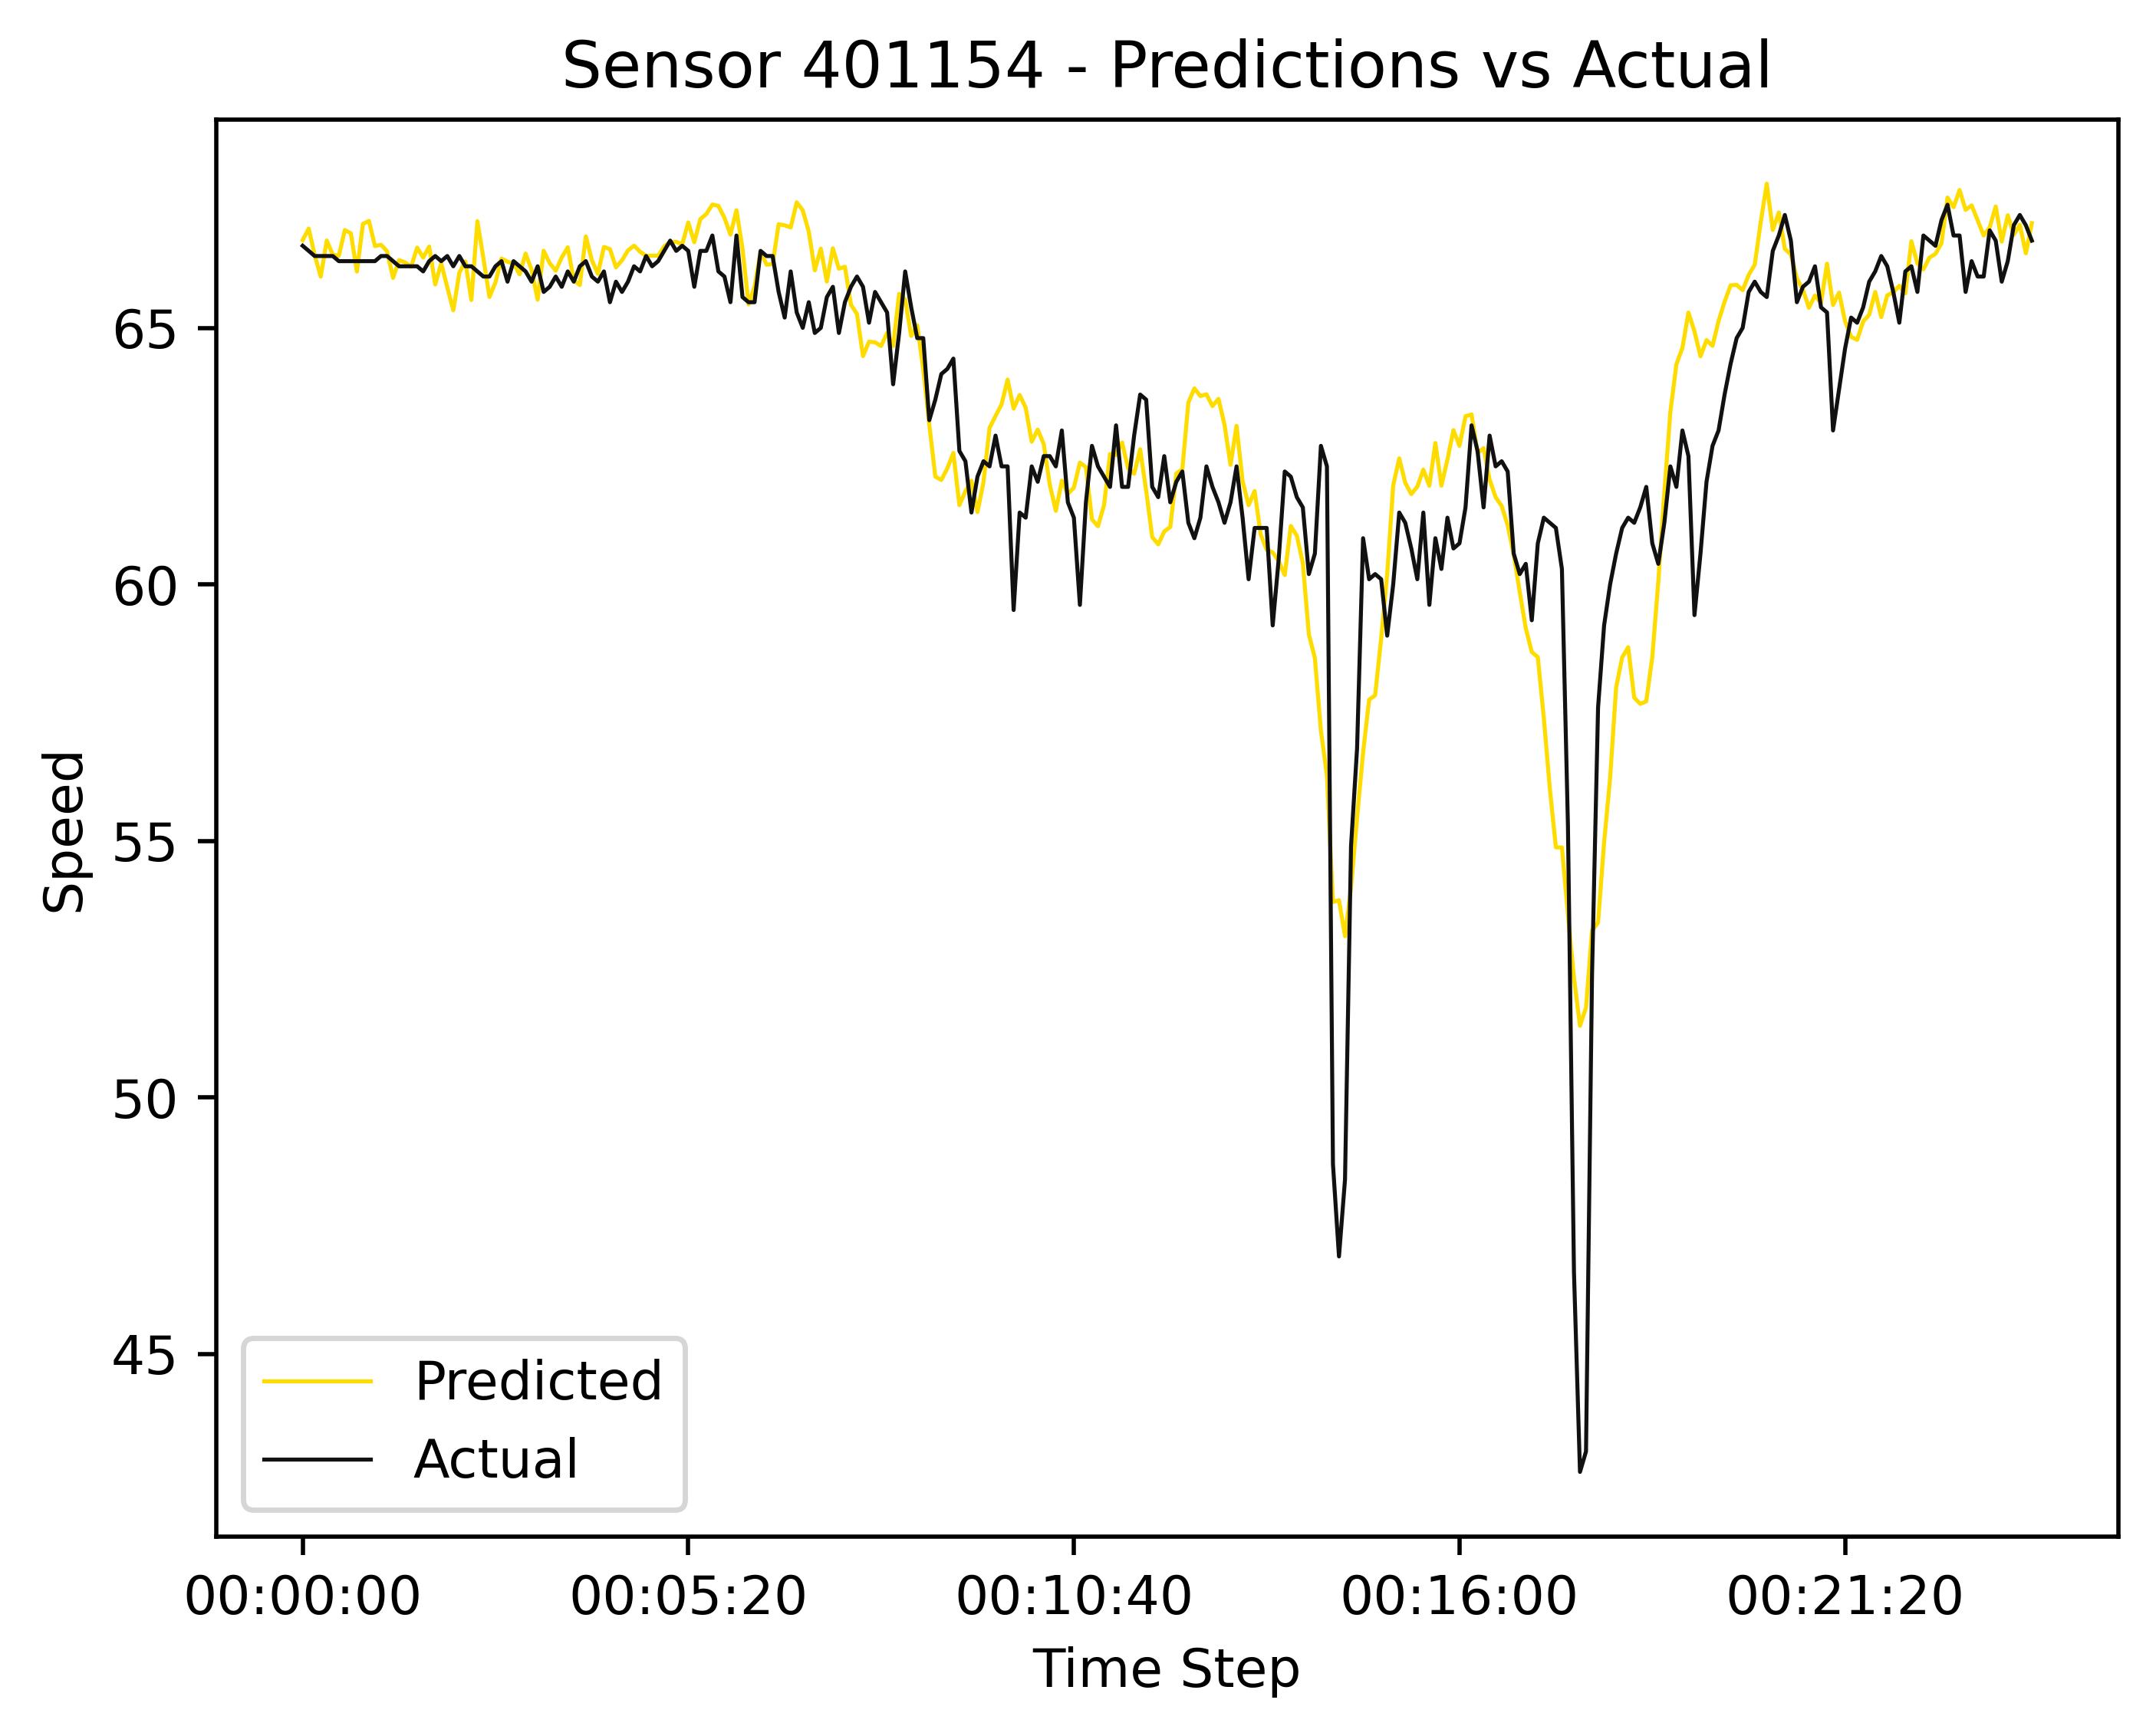 Sensor 401154 - Predictions vs Actual
Speed
65
60
55
50
45
Predicted
Actual
00:00:00 00:05:20 00:10:40 00:16:00 00:21:20
Time Step